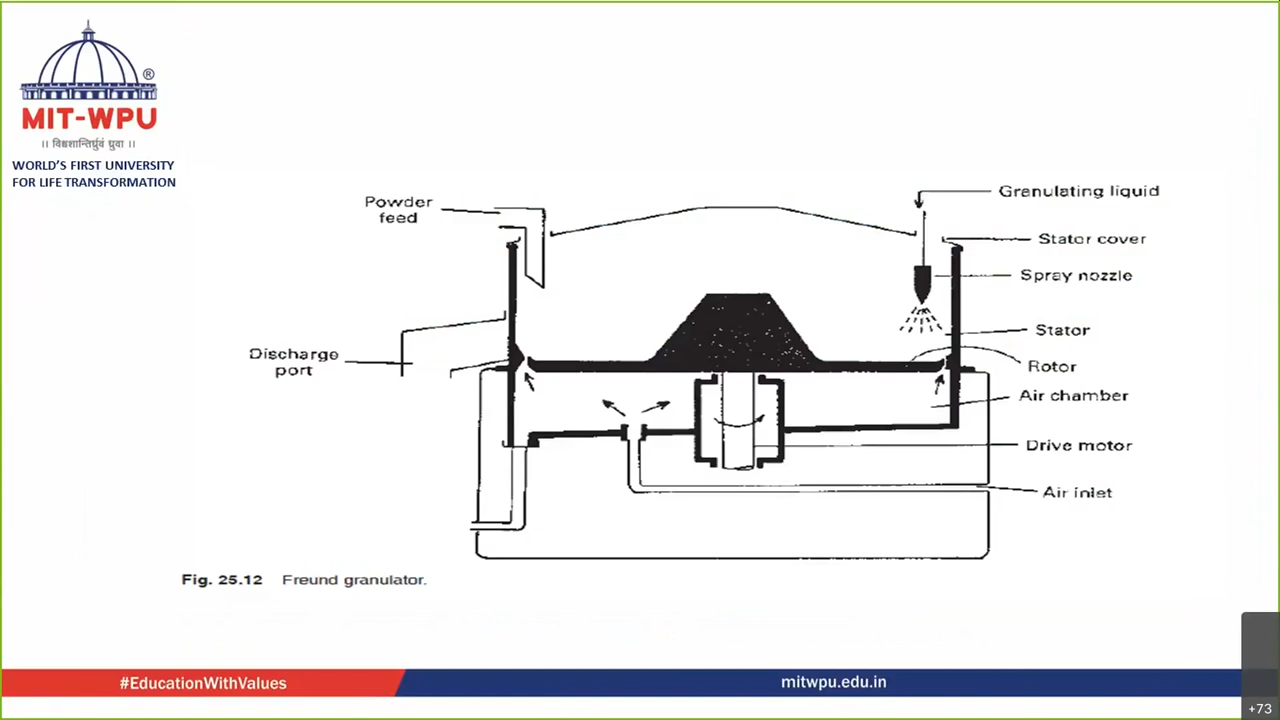 ®
MIT-WPU
॥ विश्वशान्तिर्ध्रुवं ध्रुवा ॥
WORLD'S FIRST UNIVERSITY
FOR LIFE TRANSFORMATION
Powder
feed
Granulating liquid
Stator cover
Spray nozzle
Stator
Discharge
port
Rotor
Air chamber
Drive motor
Air inlet
Fig. 25.12 Freund granulator.
#EducationWithValues
mitwpu.edu.in
+73